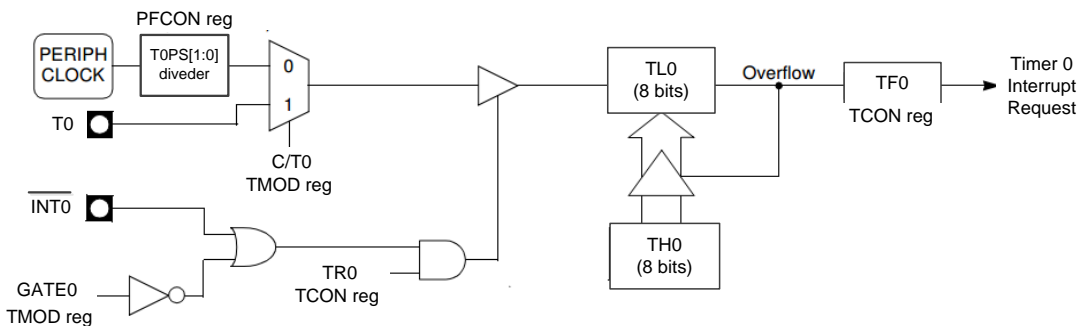 PFCON reg
PERIPH
CLOCK
T0PS[1:0]
diveder
0
1
T0
C/T0
TMOD reg
INT0
GATE0
TMOD reg
TR0
TCON reg
TL0
(8 bits)
Overflow
TF0
TCON reg
Timer 0
Interrupt
Request
TH0
(8 bits)